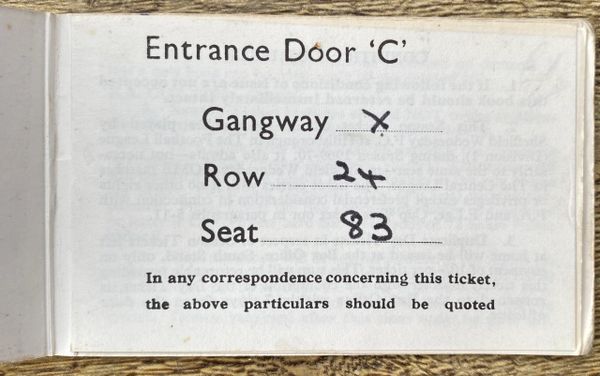 Entrance Door ‘C’
Gangway X
Row 24
Seat 83
In any correspondence concerning this ticket,
the above particulars should be quoted